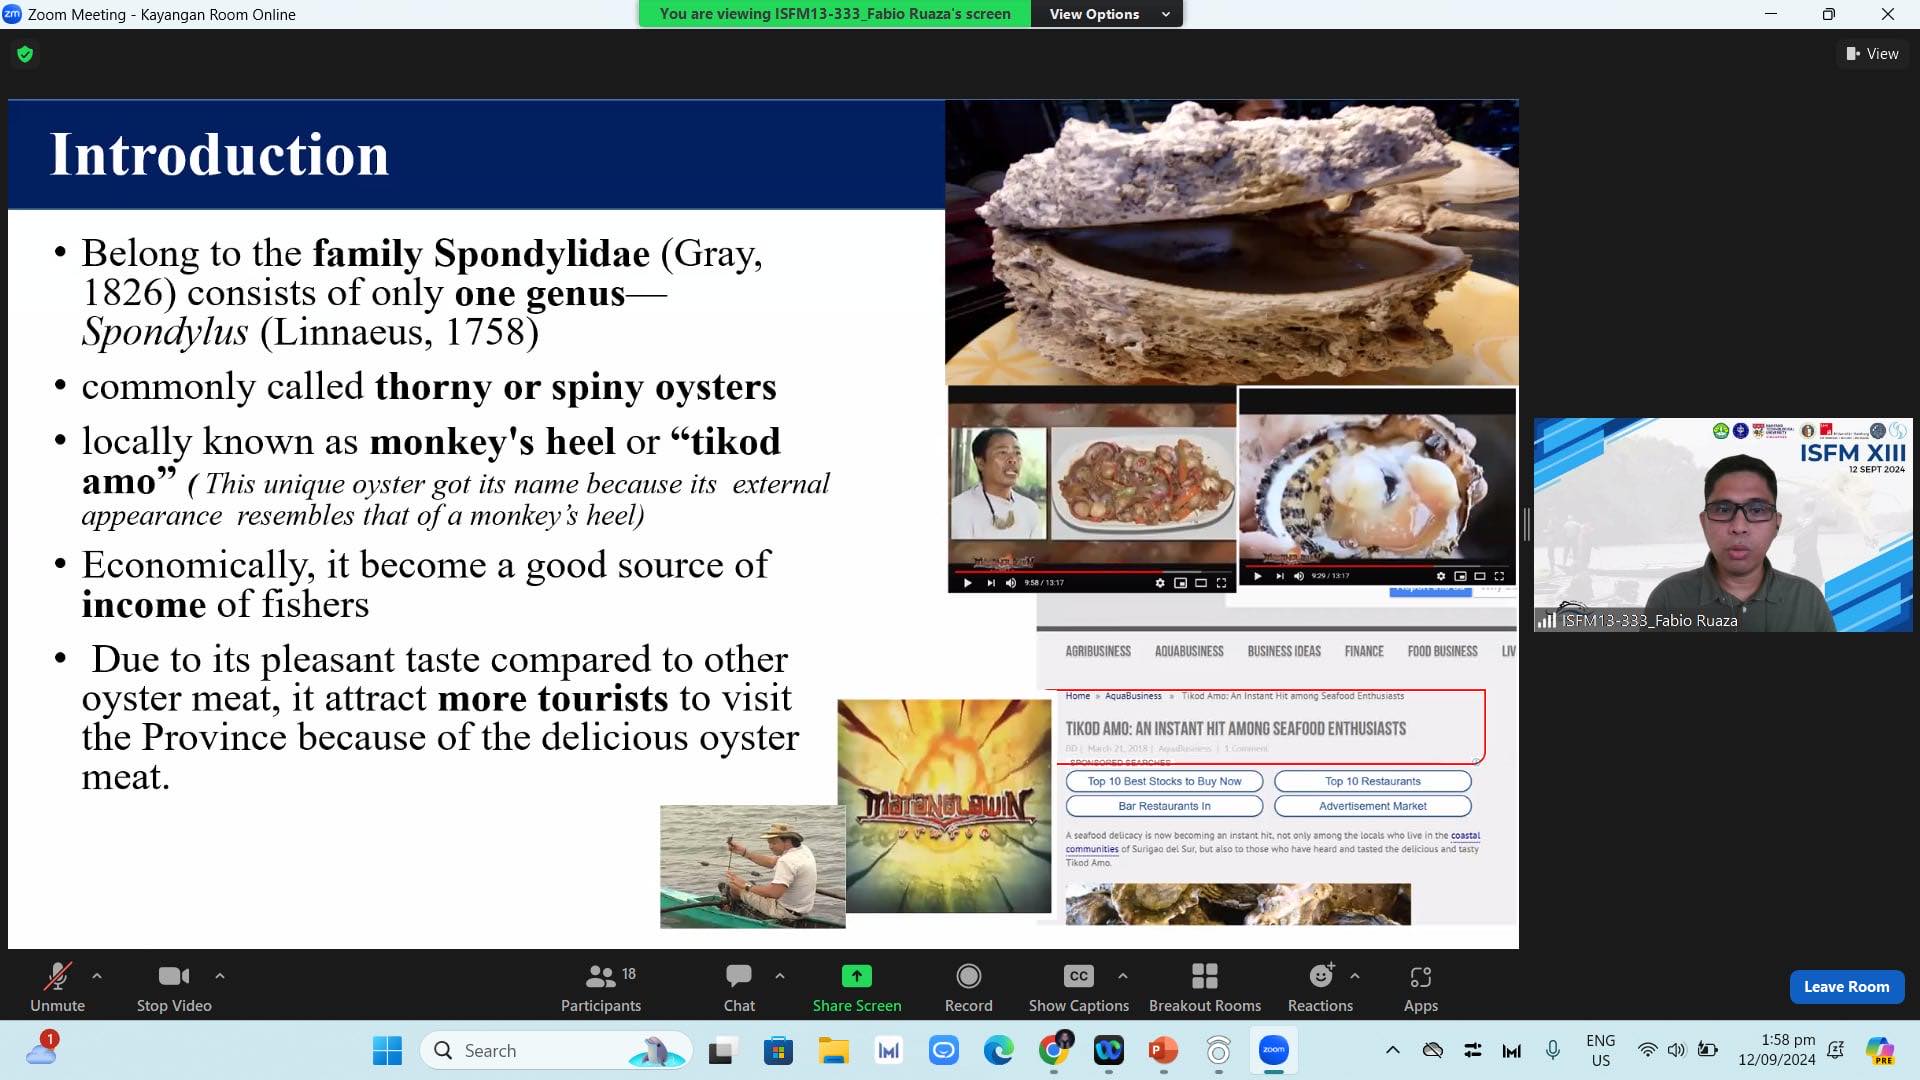 Zoom Meeting - Kayangan Room Online
You are viewing ISFM13-333_Fabio Ruaza's screen
View Options
View
Introduction
• Belong to the family Spondylidae (Gray,
1826) consists of only one genus—
Spondylus (Linnaeus, 1758)
• commonly called thorny or spiny oysters
• locally known as monkey's heel or “tikod
amo” ( This unique oyster got its name because its external
appearance resembles that of a monkey’s heel)
• Economically, it become a good source of
income of fishers
• Due to its pleasant taste compared to other
oyster meat, it attract more tourists to visit
the Province because of the delicious oyster
meat.
9:58 / 13:17
9:29 / 13:17
AGRIBUSINESS AQUABUSINESS BUSINESS IDEAS FINANCE FOOD BUSINESS LIV
Home » AquaBusiness » Tikod Amo: An Instant Hit among Seafood Enthusiasts
TIKOD AMO: AN INSTANT HIT AMONG SEAFOOD ENTHUSIASTS
BD | March 21, 2018 | AquaBusiness | 1 Comment
SPONSORED SEARCHES
Top 10 Best Stocks to Buy Now
Top 10 Restaurants
Bar Restaurants In
Advertisement Market
A seafood delicacy is now becoming an instant hit, not only among the locals who live in the coastal
communities of Surigao del Sur, but also to those who have heard and tasted the delicious and tasty
Tikod Amo.
MATANGLAWIN
ISFM XIII
12 SEPT 2024
ISFM13-333_Fabio Ruaza
Unmute
Stop Video
18
Participants
Chat
Share Screen
Record
CC
Show Captions
Breakout Rooms
Reactions
Apps
Leave Room
1
Search
zoom
ENG
US
1:58 pm
12/09/2024
PRE